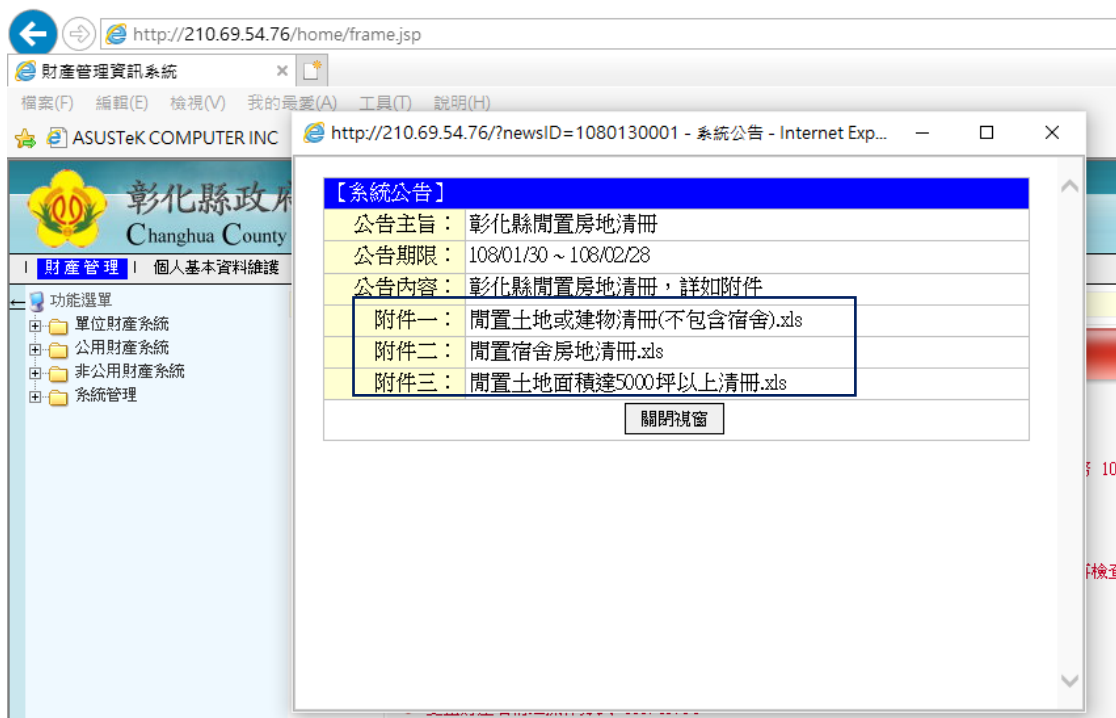 http://210.69.54.76/home/frame.jsp
財產管理資訊系統
檔案(F) 編輯(E) 檢視(V) 我的最愛(A) 工具(T) 說明(H)
ASUSTeK COMPUTER INC
http://210.69.54.76/?newsID=1080130001 - 系統公告 - Internet Exp...
彰化縣政府
Changhua County
財產管理 | 個人基本資料維護
功能選單
單位財產系統
公用財產系統
非公用財產系統
系統管理
【系統公告】
公告主旨： 彰化縣閒置房地清冊
公告期限： 108/01/30 ~ 108/02/28
公告內容： 彰化縣閒置房地清冊，詳如附件
附件一： 閒置土地或建物清冊(不包含宿舍).xls
附件二： 閒置宿舍房地清冊.xls
附件三： 閒置土地面積達5000坪以上清冊.xls
關閉視窗
10
檢查